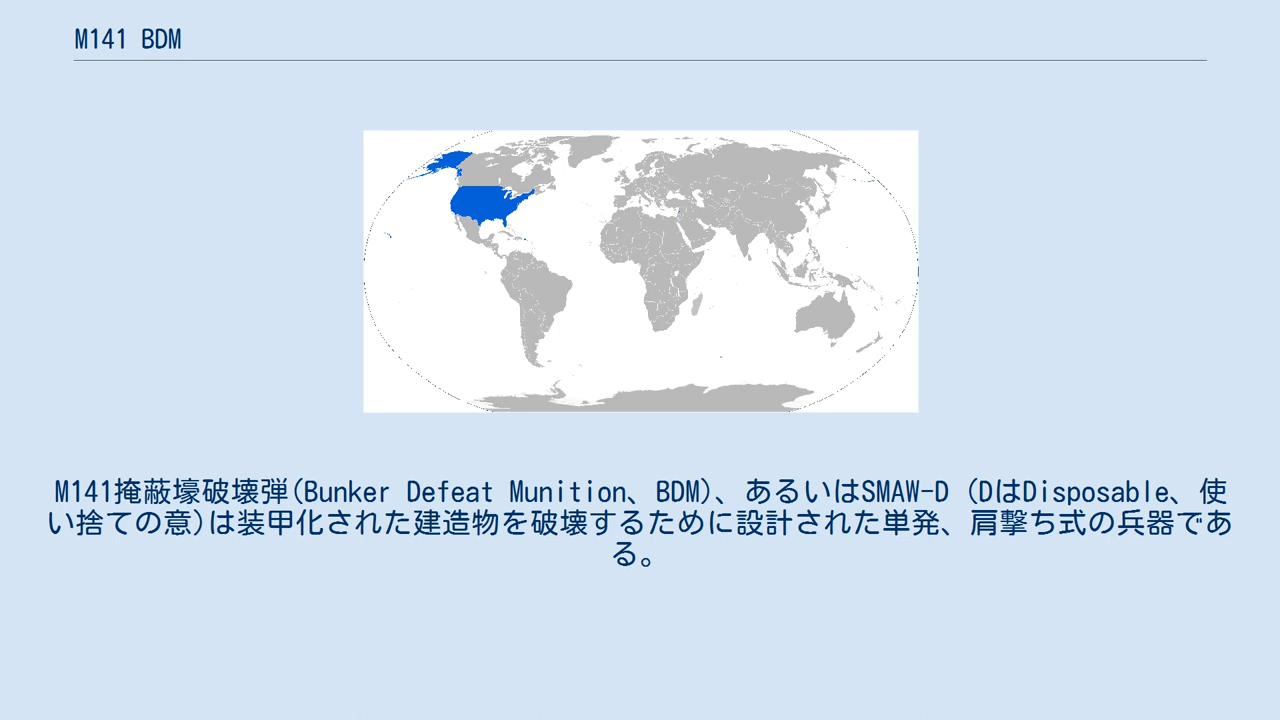 M141 BDM
M141掩蔽壕破壊弾(Bunker Defeat Munition、BDM)、あるいはSMAW-D (DはDisposable、使
い捨ての意)は装甲化された建造物を破壊するために設計された単発、肩撃ち式の兵器であ
る。